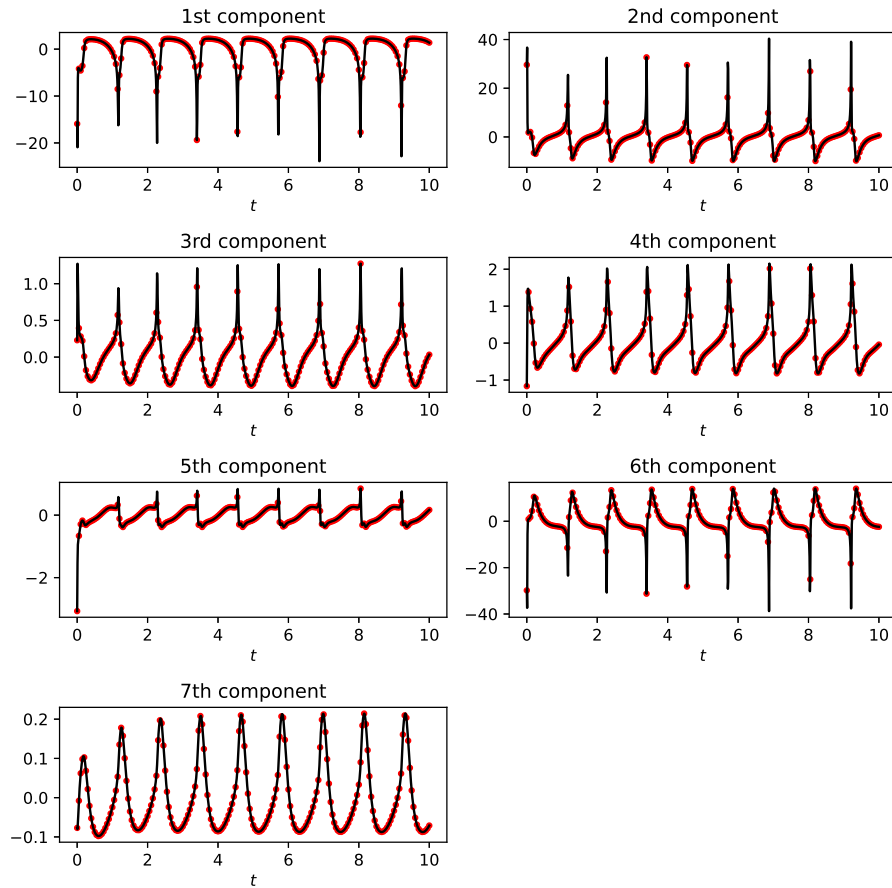 1st component
0
−10
−20
0 2 4 6 8 10
t
2nd component
40
20
0
0 2 4 6 8 10
t
3rd component
1.0
0.5
0.0
0 2 4 6 8 10
t
4th component
2
1
0
−1
0 2 4 6 8 10
t
5th component
0
−2
0 2 4 6 8 10
t
6th component
0
−20
−40
0 2 4 6 8 10
t
7th component
0.2
0.1
0.0
−0.1
0 2 4 6 8 10
t